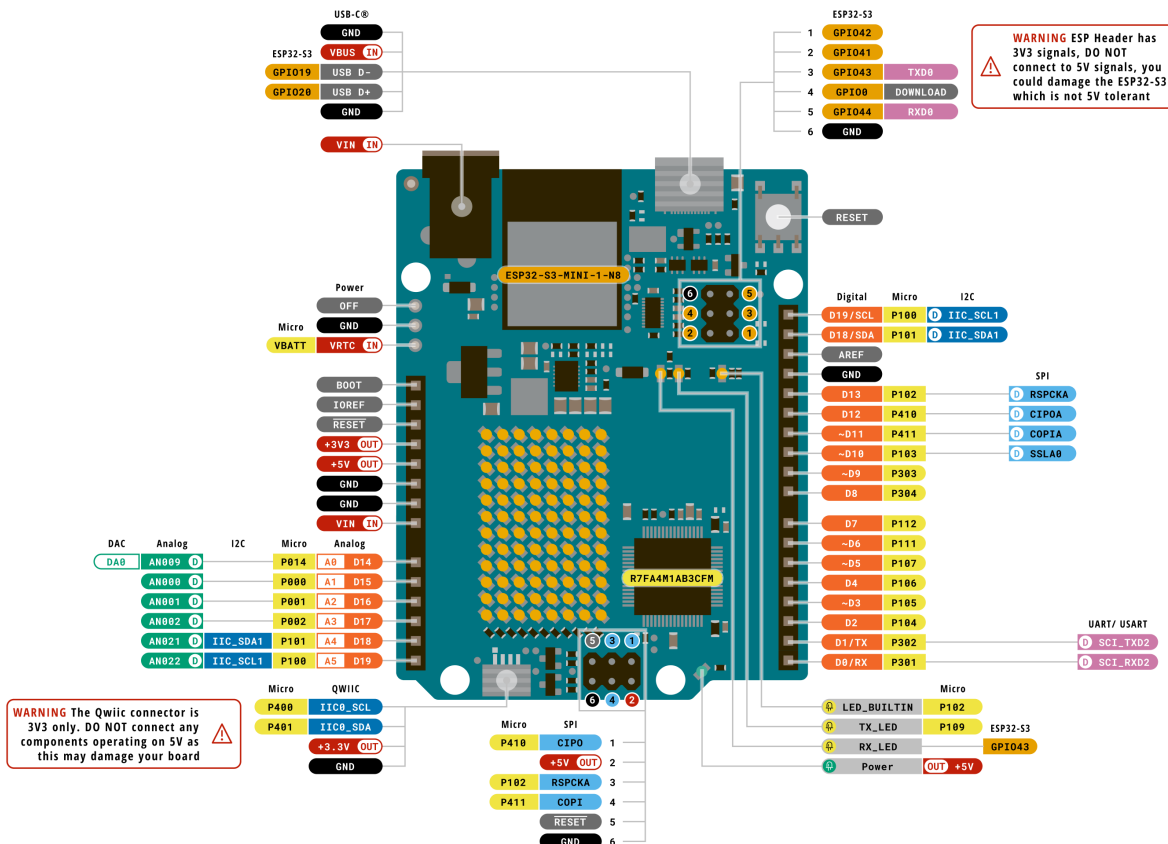 USB-C®
GND
VBUS IN
ESP32-S3
GPIO19 USB D-
GPIO20 USB D+
GND
VIN IN
ESP32-S3
1 GPIO42
2 GPIO41
3 GPIO43 TXD0
4 GPIO0 DOWNLOAD
5 GPIO44 RXD0
6 GND
WARNING ESP Header has
3V3 signals, DO NOT
connect to 5V signals, you
could damage the ESP32-S3
which is not 5V tolerant
RESET
ESP32-S3-MINI-1-N8
6 5
4 3
2 1
Power
OFF
GND
Micro
VBATT VRTC IN
BOOT
IOREF
RESET
+3V3 OUT
+5V OUT
GND
GND
VIN IN
DAC Analog I2C Micro Analog
DA0 AN009 D P014 A0 D14
AN000 D P000 A1 D15
AN001 D P001 A2 D16
AN002 D P002 A3 D17
AN021 D IIC_SDA1 P101 A4 D18
AN022 D IIC_SCL1 P100 A5 D19
Digital Micro I2C
D19/SCL P100 D IIC_SCL1
D18/SDA P101 D IIC_SDA1
AREF
GND
SPI
D13 P102 D RSPCKA
D12 P410 D CIPOA
~D11 P411 D COPIA
~D10 P103 D SSLA0
~D9 P303
D8 P304
D7 P112
~D6 P111
~D5 P107
D4 P106
~D3 P105
D2 P104
UART/ USART
D1/TX P302 D SCI_TXD2
D0/RX P301 D SCI_RXD2
R7FA4M1AB3CFM
5 3 1
6 4 2
Micro QWIIC
P400 IIC0_SCL
P401 IIC0_SDA
+3.3V OUT
GND
WARNING The Qwiic connector is
3V3 only. DO NOT connect any
components operating on 5V as
this may damage your board
Micro SPI
P410 CIPO 1
+5V OUT 2
P102 RSPCKA 3
P411 COPI 4
RESET 5
GND 6
Micro
LED_BUILTIN P102
TX_LED P109
ESP32-S3
RX_LED GPIO43
Power OUT +5V